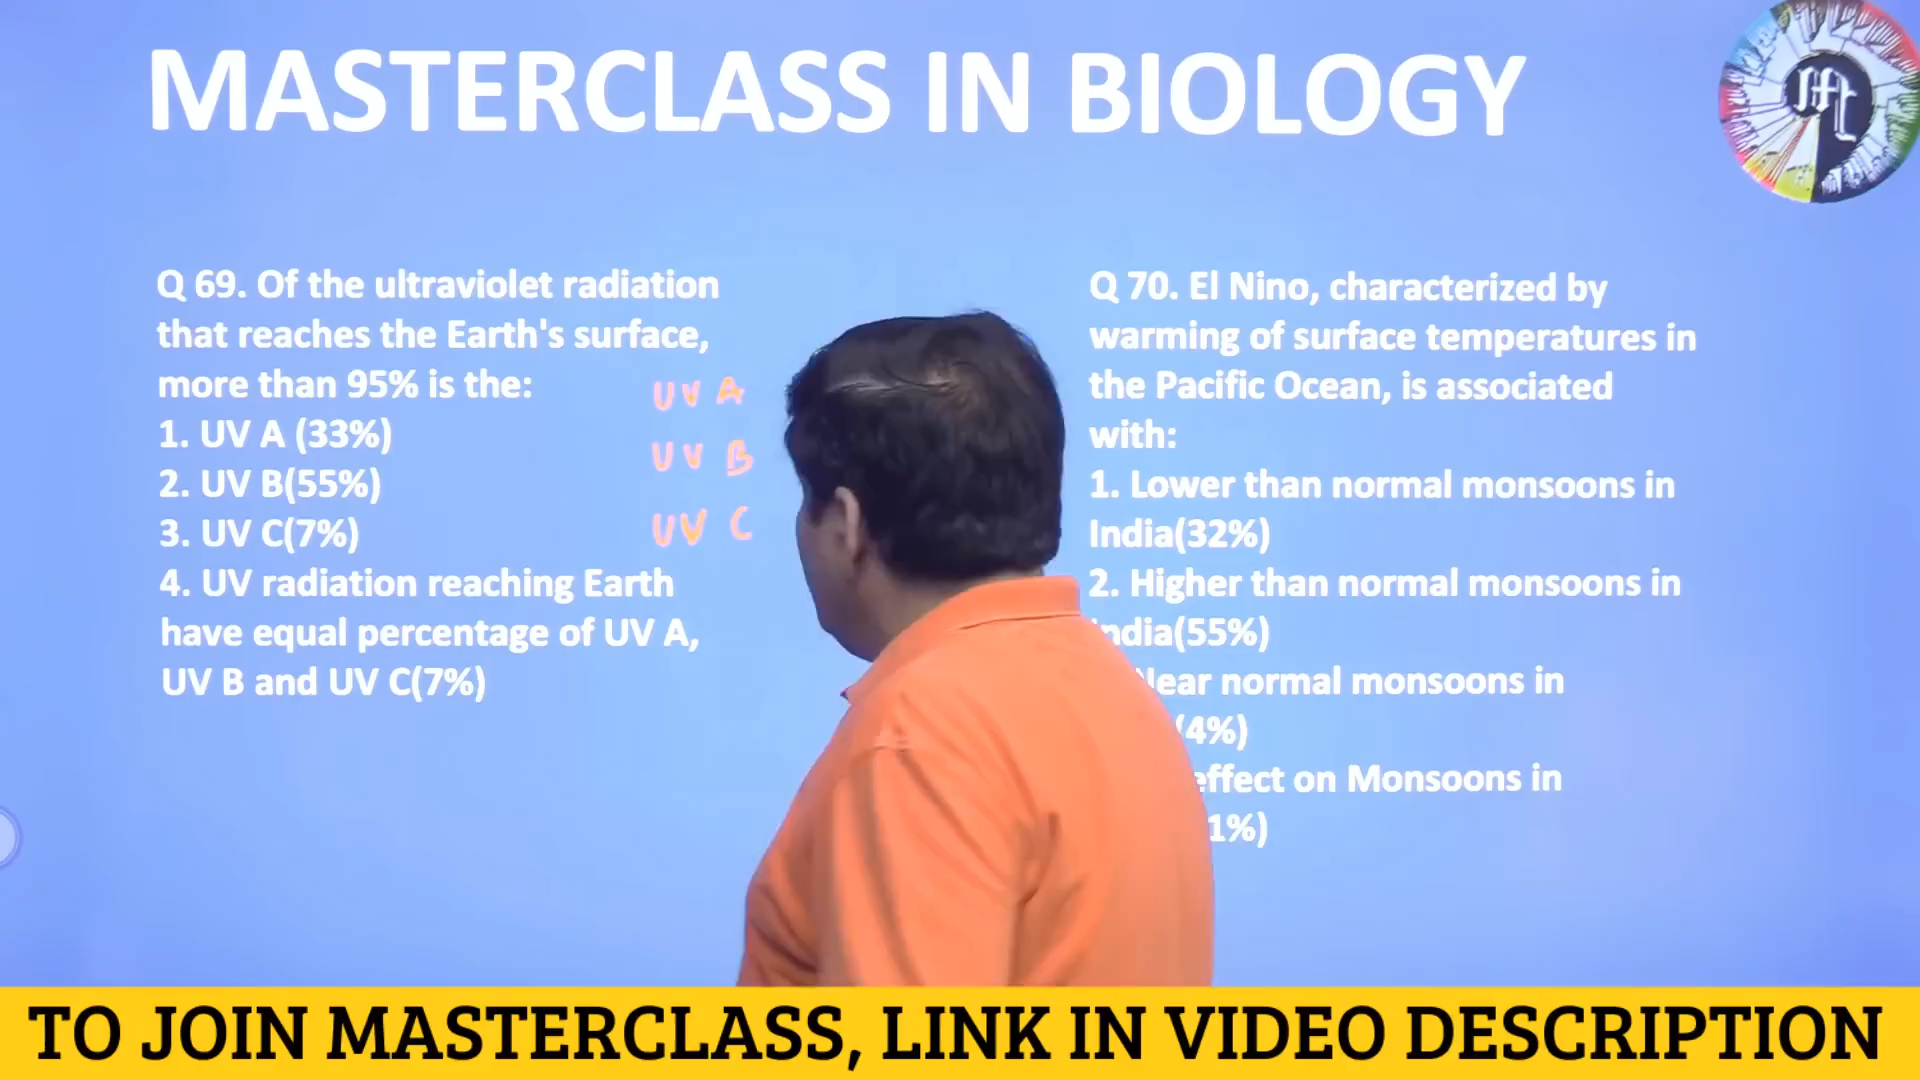 MASTERCLASS IN BIOLOGY
Q 69. Of the ultraviolet radiation
that reaches the Earth's surface,
more than 95% is the:
1. UV A (33%)
2. UV B(55%)
3. UV C(7%)
4. UV radiation reaching Earth
have equal percentage of UV A,
UV B and UV C(7%)
UV A
UV B
UV C
Q 70. El Nino, characterized by
warming of surface temperatures in
the Pacific Ocean, is associated
with:
1. Lower than normal monsoons in
India(32%)
2. Higher than normal monsoons in
India(55%)
Near normal monsoons in
(4%)
effect on Monsoons in
1%)
TO JOIN MASTERCLASS, LINK IN VIDEO DESCRIPTION